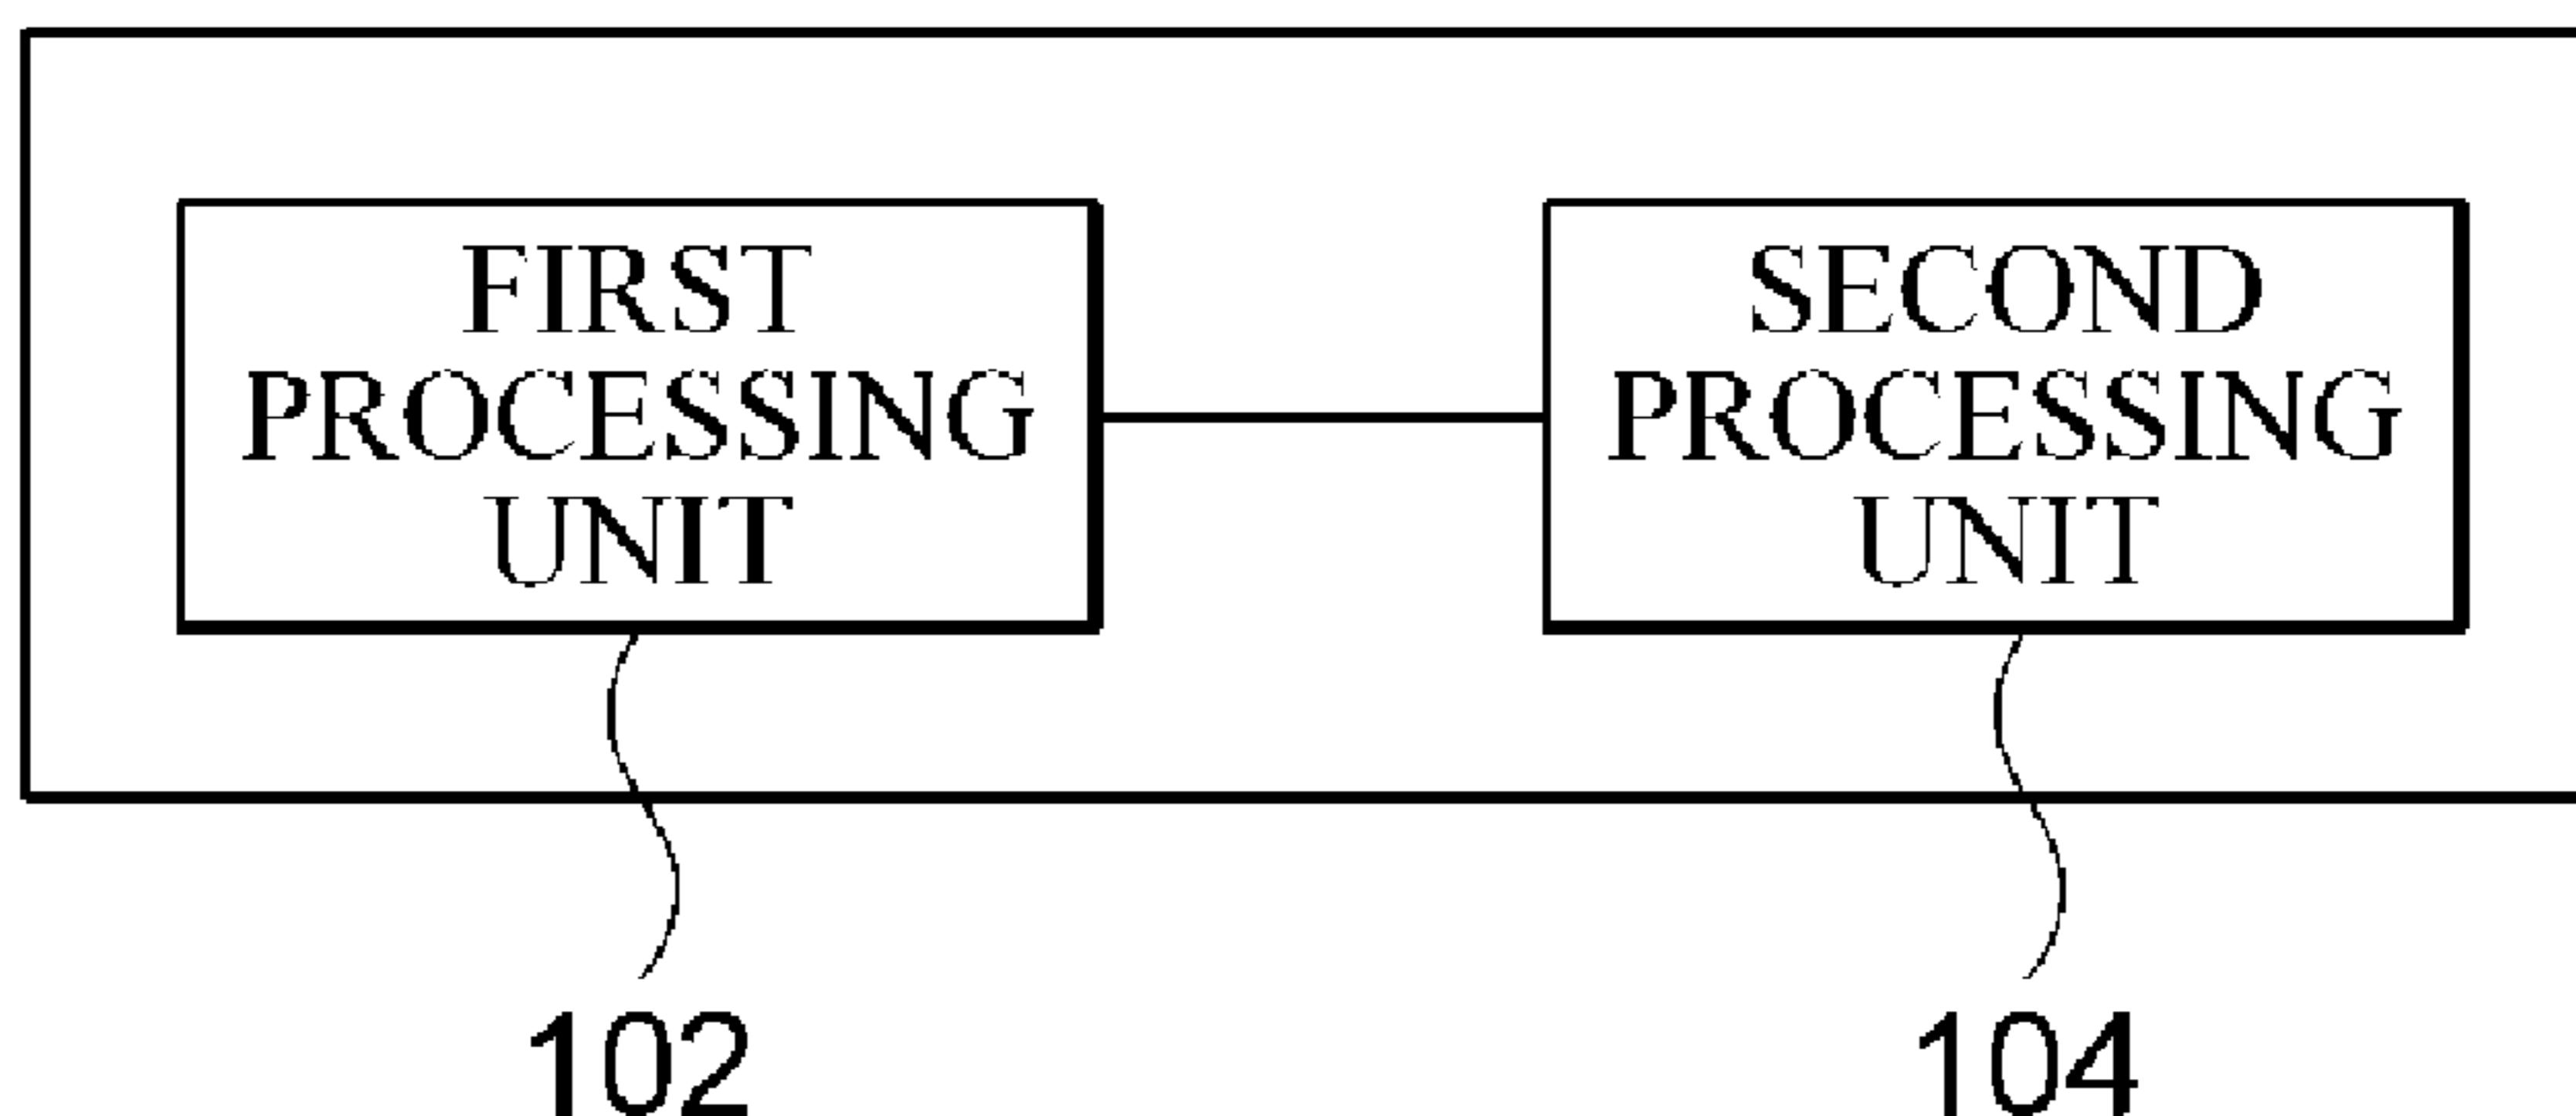 FIRST
PROCESSING
UNIT
SECOND
PROCESSING
UNIT
102
104